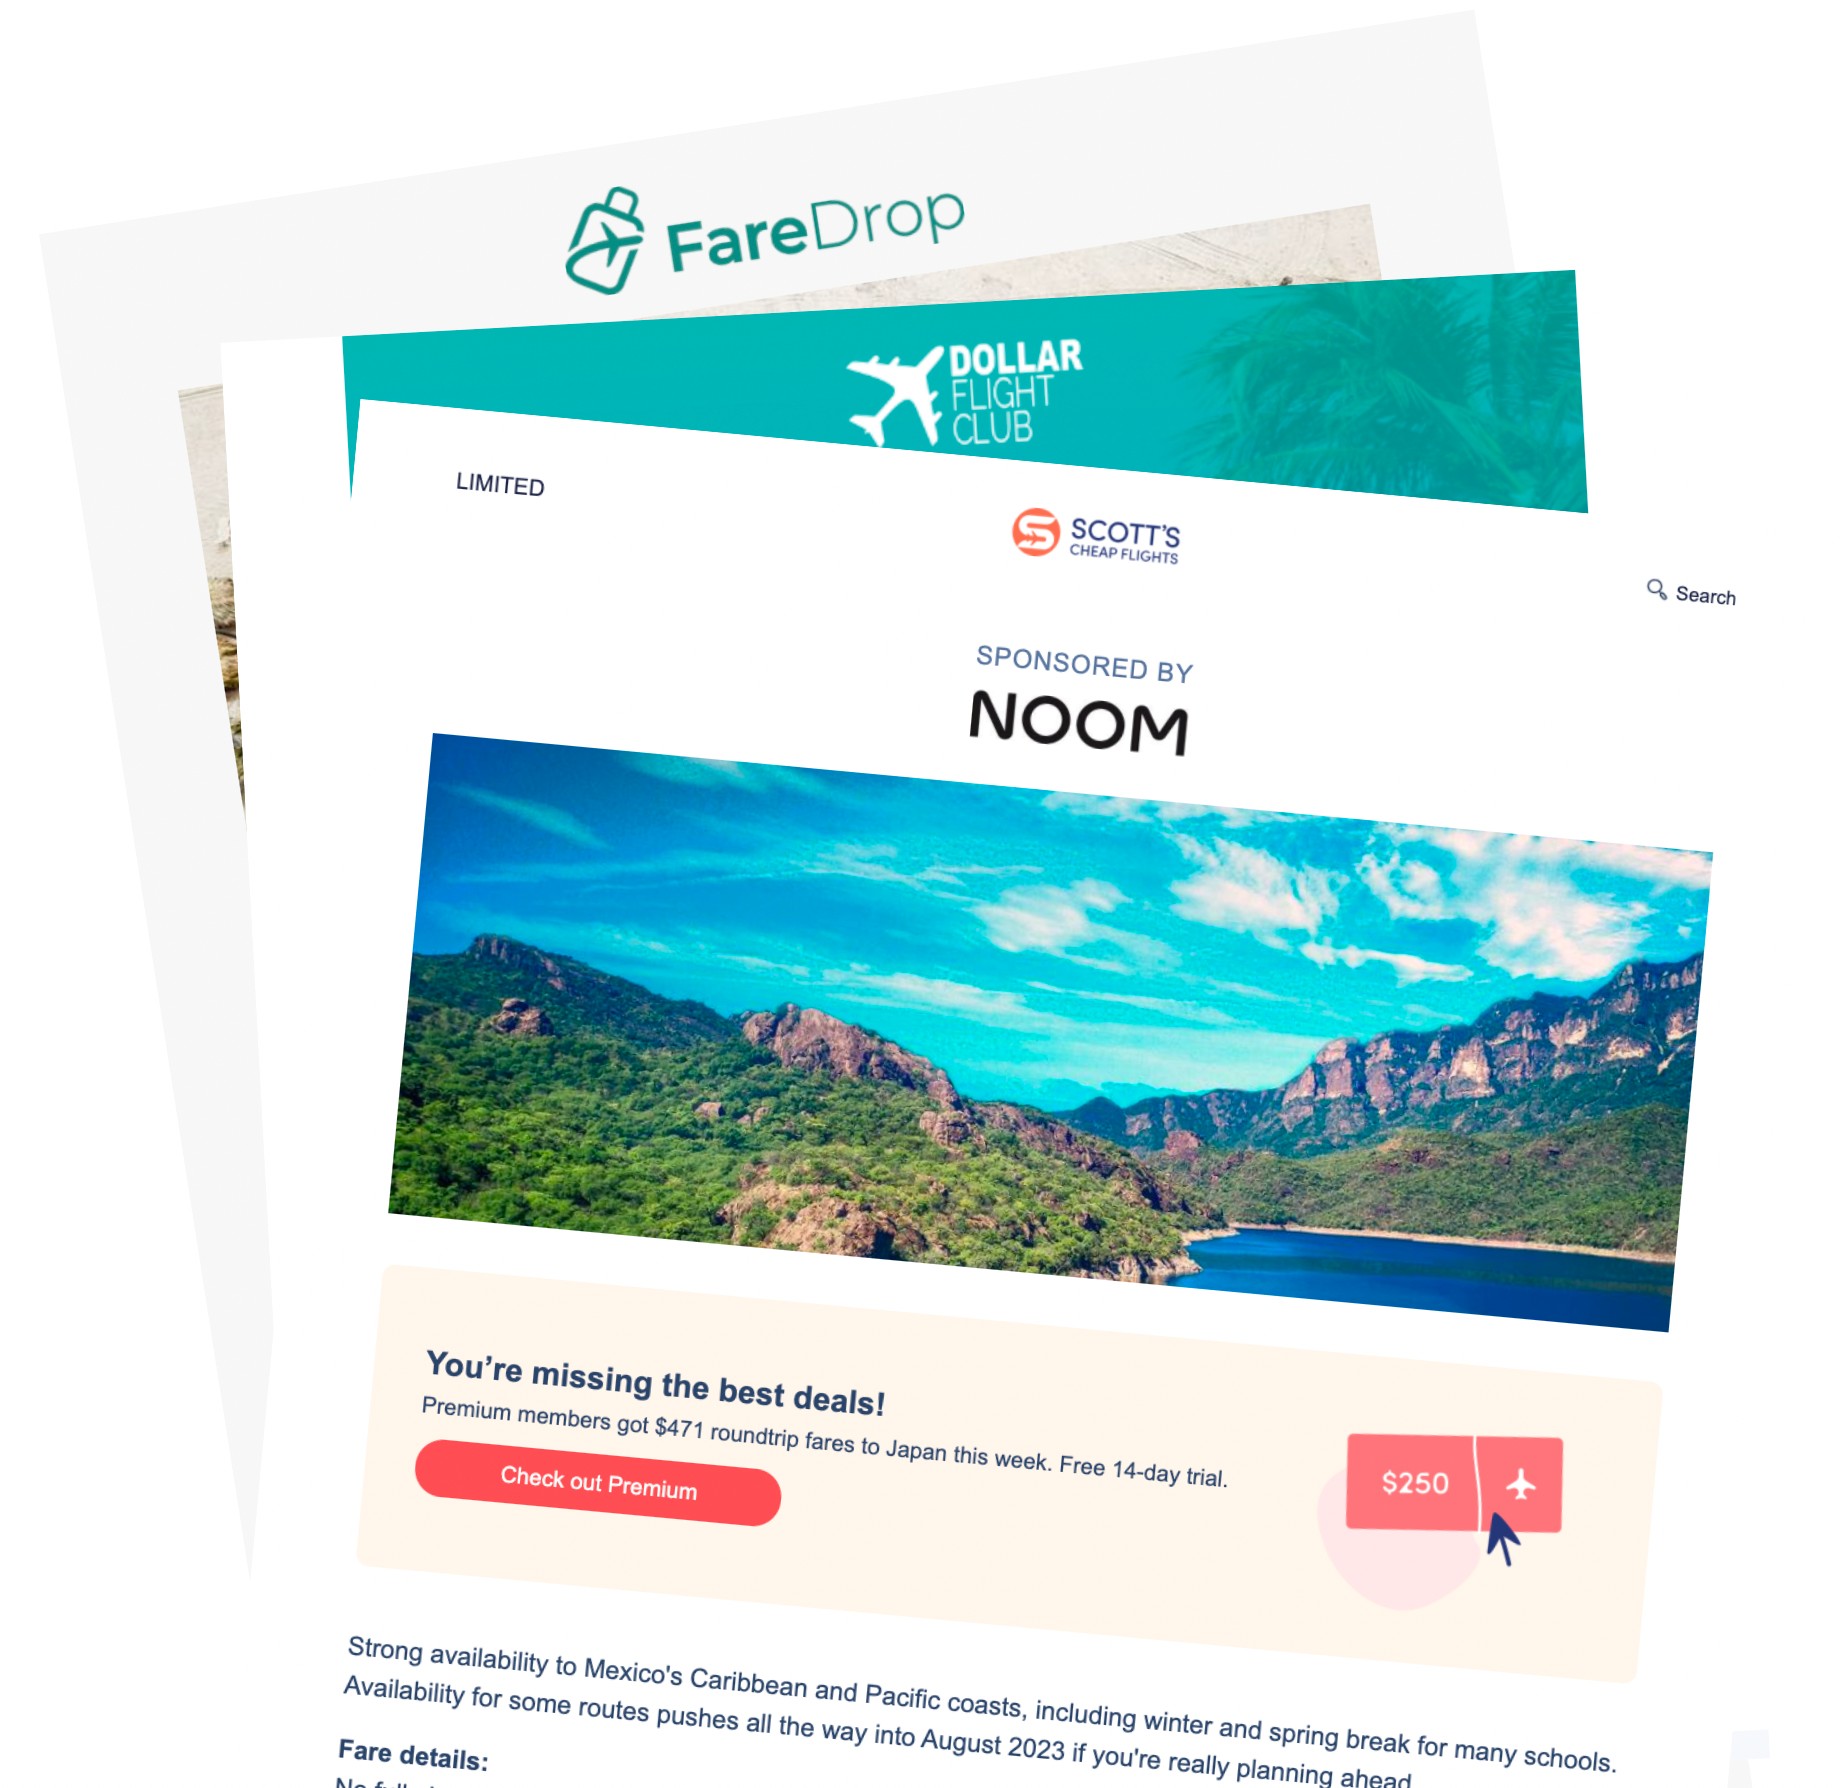 FareDrop
DOLLAR
FLIGHT
CLUB
LIMITED
SCOTT'S
CHEAP FLIGHTS
Search
SPONSORED BY
NOOM
You're missing the best deals!
Premium members got $471 roundtrip fares to Japan this week. Free 14-day trial.
Check out Premium
$250
Strong availability to Mexico's Caribbean and Pacific coasts, including winter and spring break for many schools.
Availability for some routes pushes all the way into August 2023 if you're really planning ahead
Fare details: